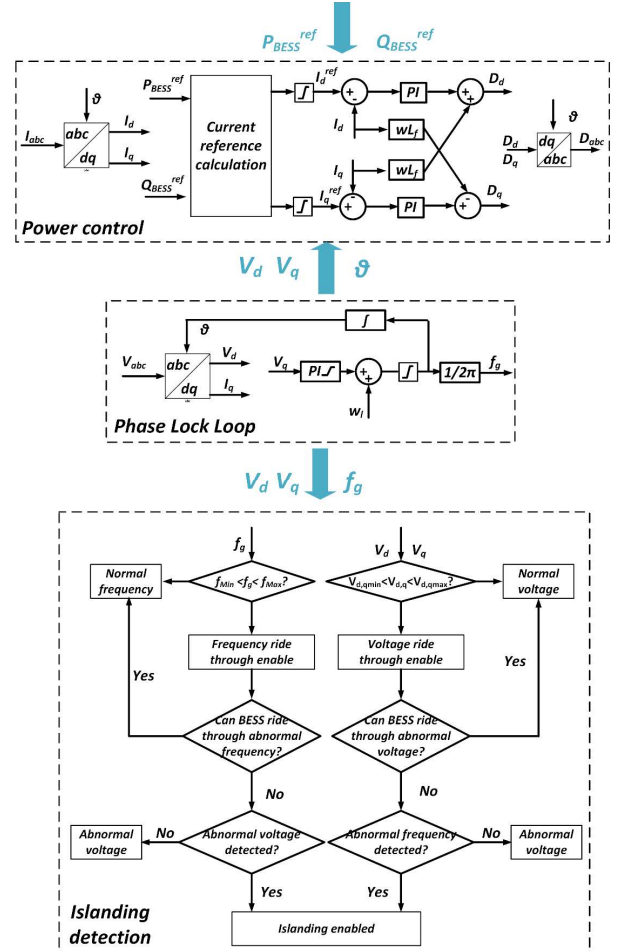 P_BESS^ref Q_BESS^ref
ϑ
I_abc
abc
dq
I_d
I_q
P_BESS^ref
Q_BESS^ref
Current
reference
calculation
∫
I_d^ref
+
-
PI
+
+
D_d
I_d
wL_f
I_q
wL_f
∫
I_q^ref
+
-
PI
+
-
D_q
ϑ
D_d
D_q
dq
abc
D_abc
Power control
V_d V_q ϑ
ϑ
∫
V_abc
abc
dq
V_d
I_q
V_q
PI
+
+
w_l
∫
1/2π
f_g
Phase Lock Loop
V_d V_q f_g
f_g
V_d V_q
Normal
frequency
f_Min <f_g< f_Max?
V_d,qmin<V_d,q<V_d,qmax?
Normal
voltage
Frequency ride
through enable
Voltage ride
through enable
Yes
Yes
Can BESS ride
through abnormal
frequency?
Can BESS ride
through abnormal
voltage?
No
No
Abnormal
voltage
No
Abnormal voltage
detected?
Abnormal frequency
detected?
No
Abnormal
voltage
Yes
Yes
Islanding
detection
Islanding enabled